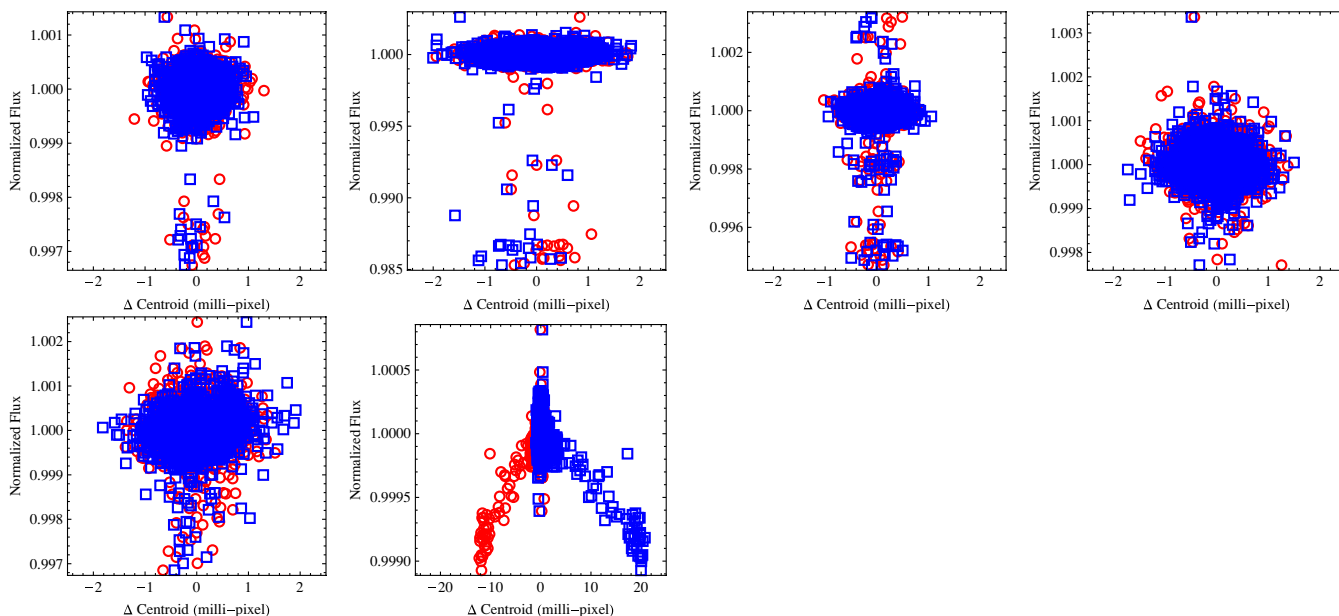 1.001
1.000
0.999
0.998
0.997
Normalized Flux
−2 −1 0 1 2
Δ Centroid (milli−pixel)
1.000
0.995
0.990
0.985
Normalized Flux
−2 −1 0 1 2
Δ Centroid (milli−pixel)
1.002
1.000
0.998
0.996
Normalized Flux
−2 −1 0 1 2
Δ Centroid (milli−pixel)
1.003
1.002
1.001
1.000
0.999
0.998
Normalized Flux
−2 −1 0 1 2
Δ Centroid (milli−pixel)
1.002
1.001
1.000
0.999
0.998
0.997
Normalized Flux
−2 −1 0 1 2
Δ Centroid (milli−pixel)
1.0005
1.0000
0.9995
0.9990
Normalized Flux
−20 −10 0 10 20
Δ Centroid (milli−pixel)